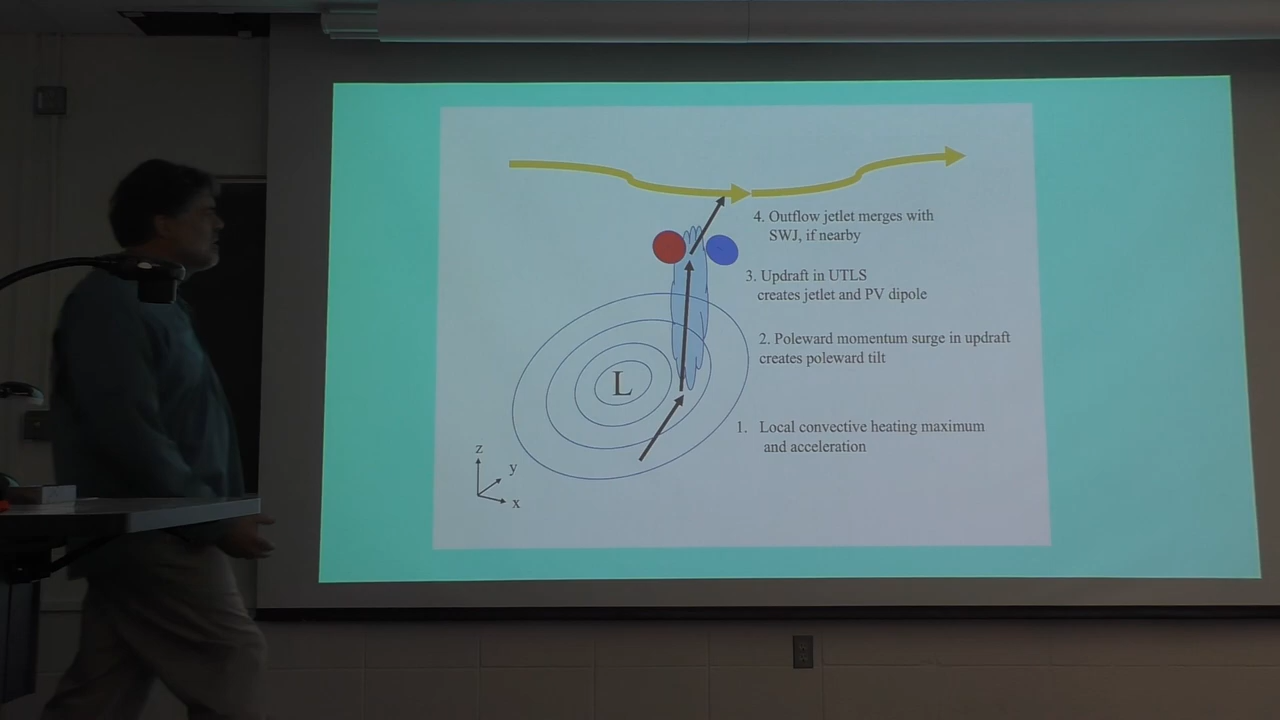 4. Outflow jetlet merges with
SWJ, if nearby
3. Updraft in UTLS
creates jetlet and PV dipole
2. Poleward momentum surge in updraft
creates poleward tilt
L
1. Local convective heating maximum
and acceleration
z
y
x